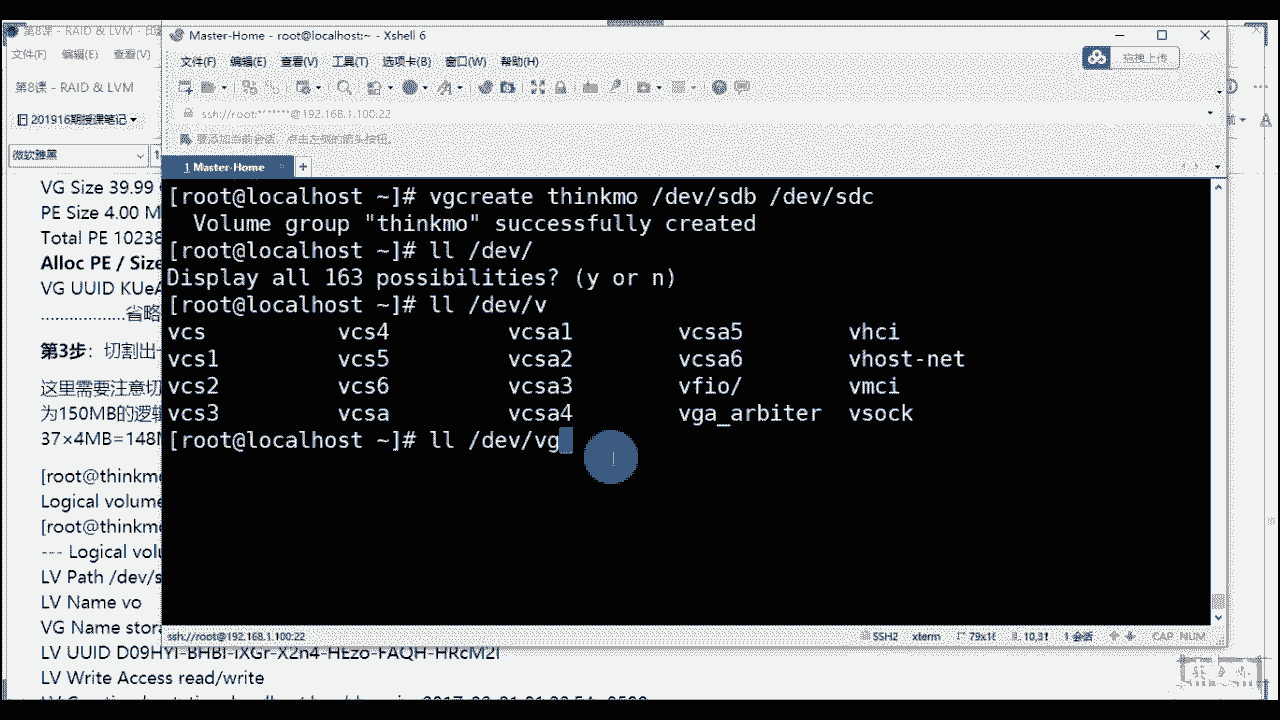 第8课 - RAID & LVM - 印
Master-Home - root@localhost:~ - Xshell 6
文件(F) 编辑(E) 查看(V)
文件(F) 编辑(E) 查看(V) 工具(T) 选项卡(B) 窗口(W) 帮助(H)
拖拽上传
第8课 - RAID & LVM
ssh://root:*******@192.168.1.100:22
201916期授课笔记
要添加当前会话，点击左侧的箭头按钮。
微软雅黑
1 Master-Home
VG Size 39.99
PE Size 4.00 M
Total PE 10238
Alloc PE / Size
VG UUID KUeA
.................省略
第3步：切割出一
这里需要注意切
为150MB的逻辑
37×4MB=148M
[root@thinkmo
Logical volume
[root@thinkmo
--- Logical volu
LV Path /dev/s
LV Name vo
VG Name stora
LV UUID D09HYI-BHBl-iXGr-X2n4-HEzo-FAQH-HRcM2I
LV Write Access read/write
[root@localhost ~]# vgcreate thinkmo /dev/sdb /dev/sdc
Volume group "thinkmo" successfully created
[root@localhost ~]# ll /dev/
Display all 163 possibilities? (y or n)
[root@localhost ~]# ll /dev/v
vcs vcs4 vcsa1 vcsa5 vhci
vcs1 vcs5 vcsa2 vcsa6 vhost-net
vcs2 vcs6 vcsa3 vfio/ vmci
vcs3 vcsa vcsa4 vga_arbiter vsock
[root@localhost ~]# ll /dev/vg
ssh://root@192.168.1.100:22 SSH2 xterm 79x16 10,31 1 会话 CAP NUM